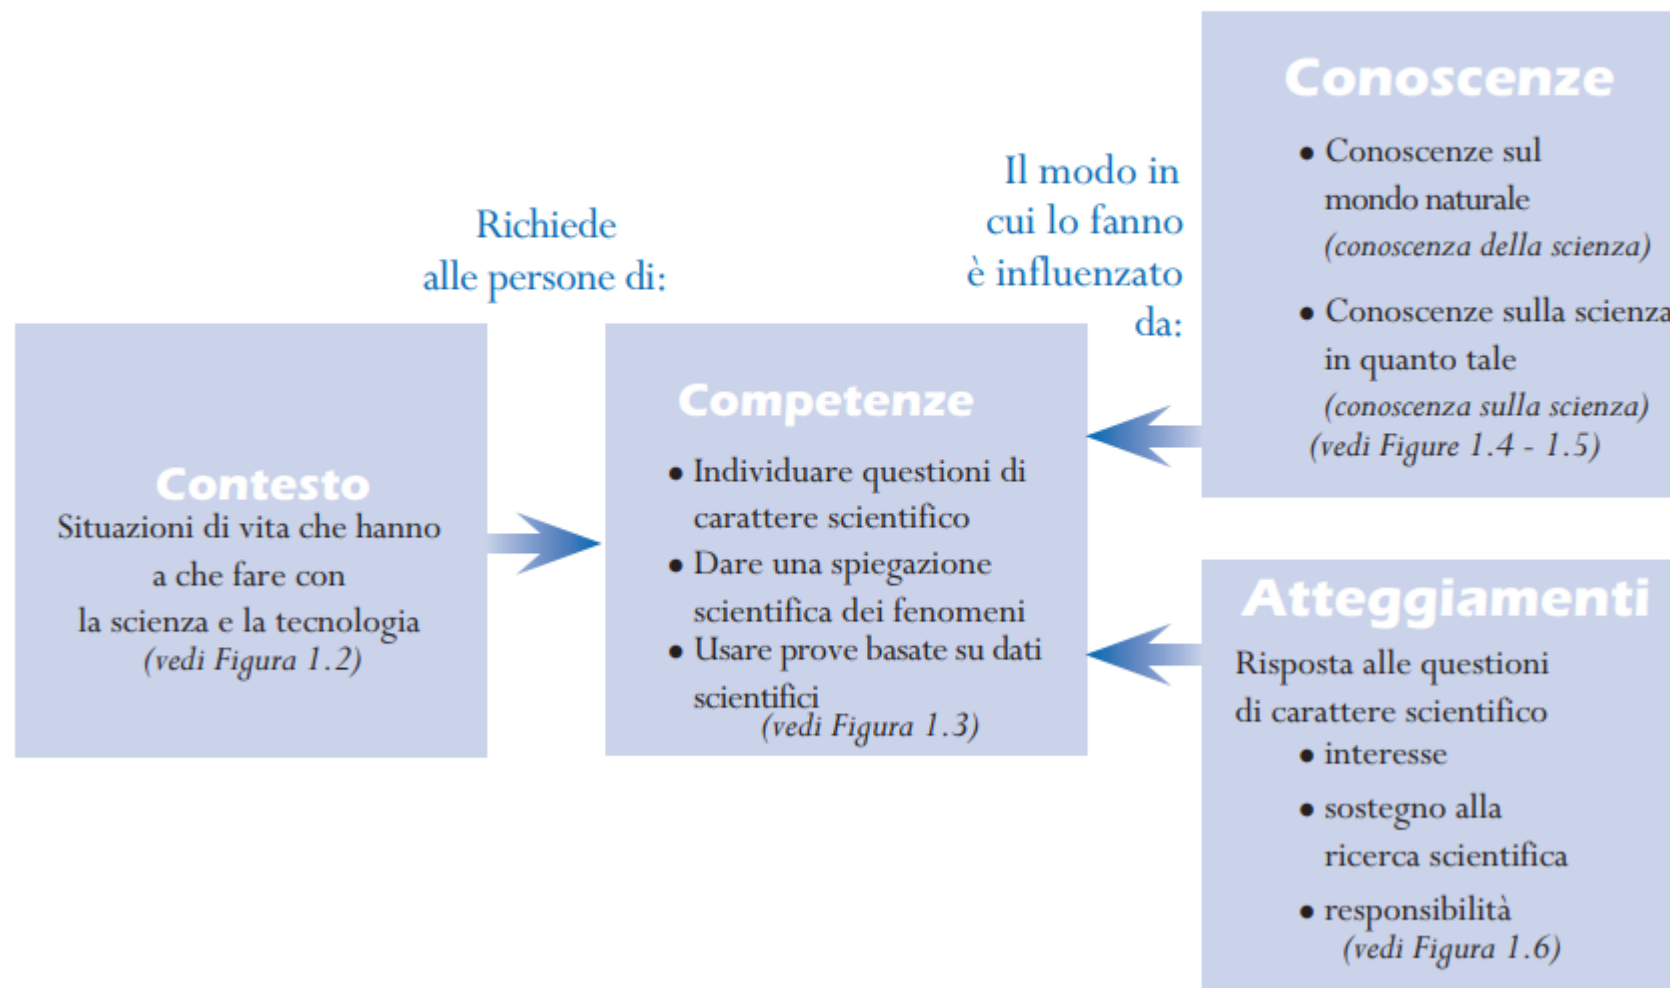 Contesto
Situazioni di vita che hanno
a che fare con
la scienza e la tecnologia
(vedi Figura 1.2)
Richiede
alle persone di:
Competenze
• Individuare questioni di
carattere scientifico
• Dare una spiegazione
scientifica dei fenomeni
• Usare prove basate su dati
scientifici
(vedi Figura 1.3)
Il modo in
cui lo fanno
è influenzato
da:
Conoscenze
• Conoscenze sul
mondo naturale
(conoscenza della scienza)
• Conoscenze sulla scienza
in quanto tale
(conoscenza sulla scienza)
(vedi Figure 1.4 - 1.5)
Atteggiamenti
Risposta alle questioni
di carattere scientifico
• interesse
• sostegno alla
ricerca scientifica
• responsibilità
(vedi Figura 1.6)